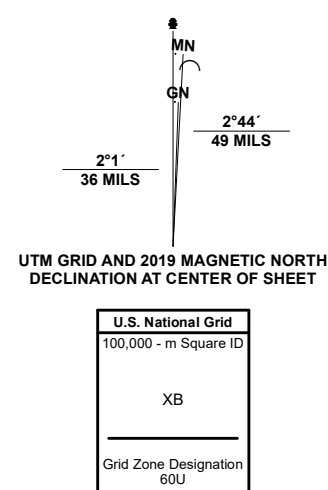 MN
GN
2°44´
49 MILS
2°1´
36 MILS
UTM GRID AND 2019 MAGNETIC NORTH
DECLINATION AT CENTER OF SHEET
U.S. National Grid
100,000 - m Square ID
XB
Grid Zone Designation
60U